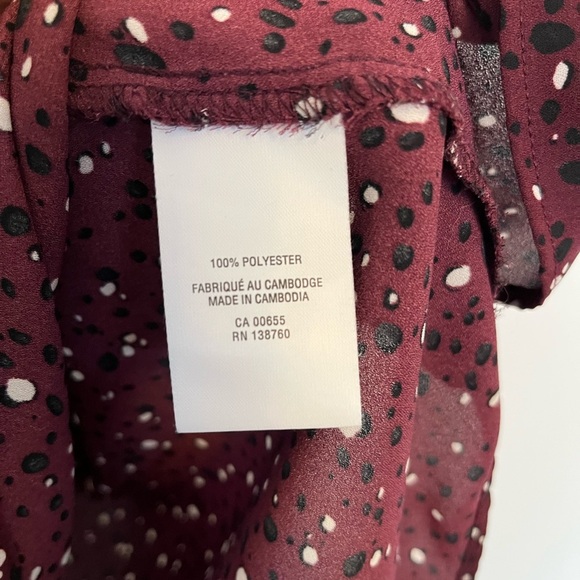 100% POLYESTER
FABRIQUÉ AU CAMBODGE
MADE IN CAMBODIA
CA 00655
RN 138760